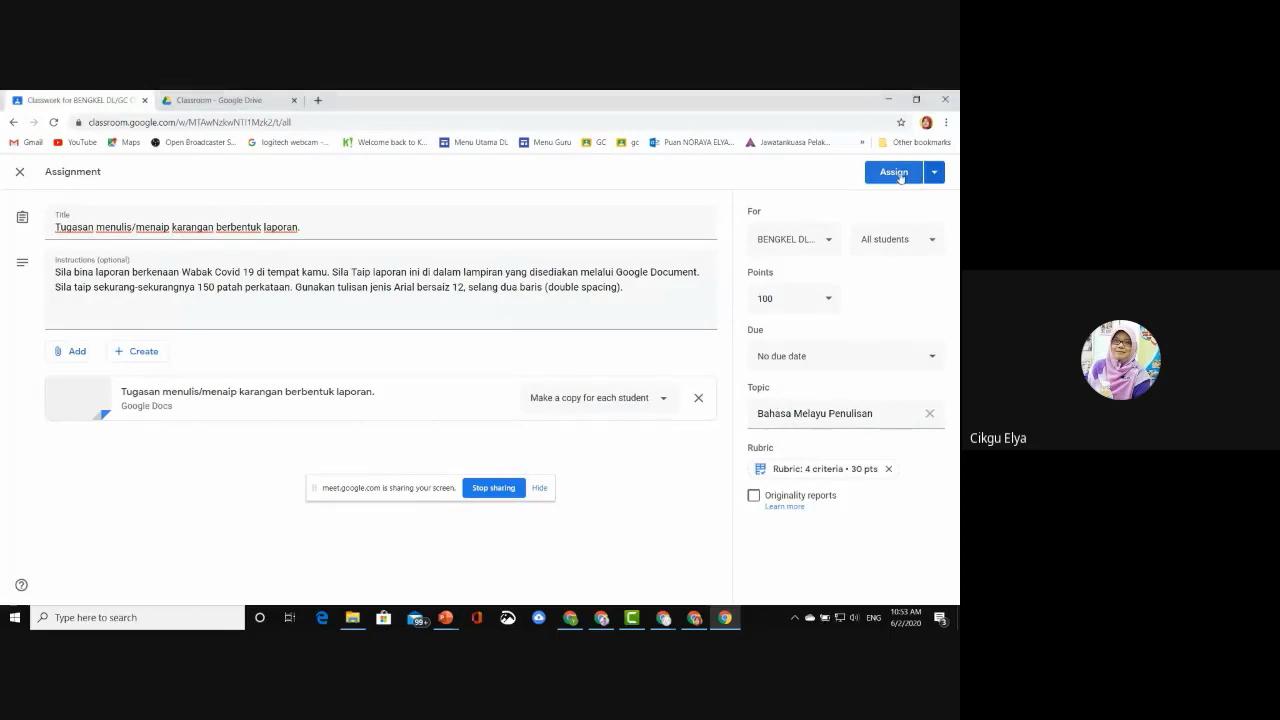 Classwork for BENGKEL DL/GC
Classroom - Google Drive
classroom.google.com/w/MTAwNzkwNTI1Mzk2/t/all
Gmail YouTube Maps Open Broadcaster S... logitech webcam -... Welcome back to K... Menu Utama DL Menu Guru GC gc Puan NORAYA ELYA... Jawatankuasa Pelak... » Other bookmarks
Assignment
Assign
Title
Tugasan menulis/menaip karangan berbentuk laporan.
Instructions (optional)
Sila bina laporan berkenaan Wabak Covid 19 di tempat kamu. Sila Taip laporan ini di dalam lampiran yang disediakan melalui Google Document.
Sila taip sekurang-sekurangnya 150 patah perkataan. Gunakan tulisan jenis Arial bersaiz 12, selang dua baris (double spacing).
Add
Create
Tugasan menulis/menaip karangan berbentuk laporan.
Google Docs
Make a copy for each student
For
BENGKEL DL...
All students
Points
100
Due
No due date
Topic
Bahasa Melayu Penulisan
Rubric
Rubric: 4 criteria • 30 pts
Originality reports
Learn more
meet.google.com is sharing your screen.
Stop sharing
Hide
Cikgu Elya
Type here to search
99+
ENG
10:53 AM
6/2/2020
3